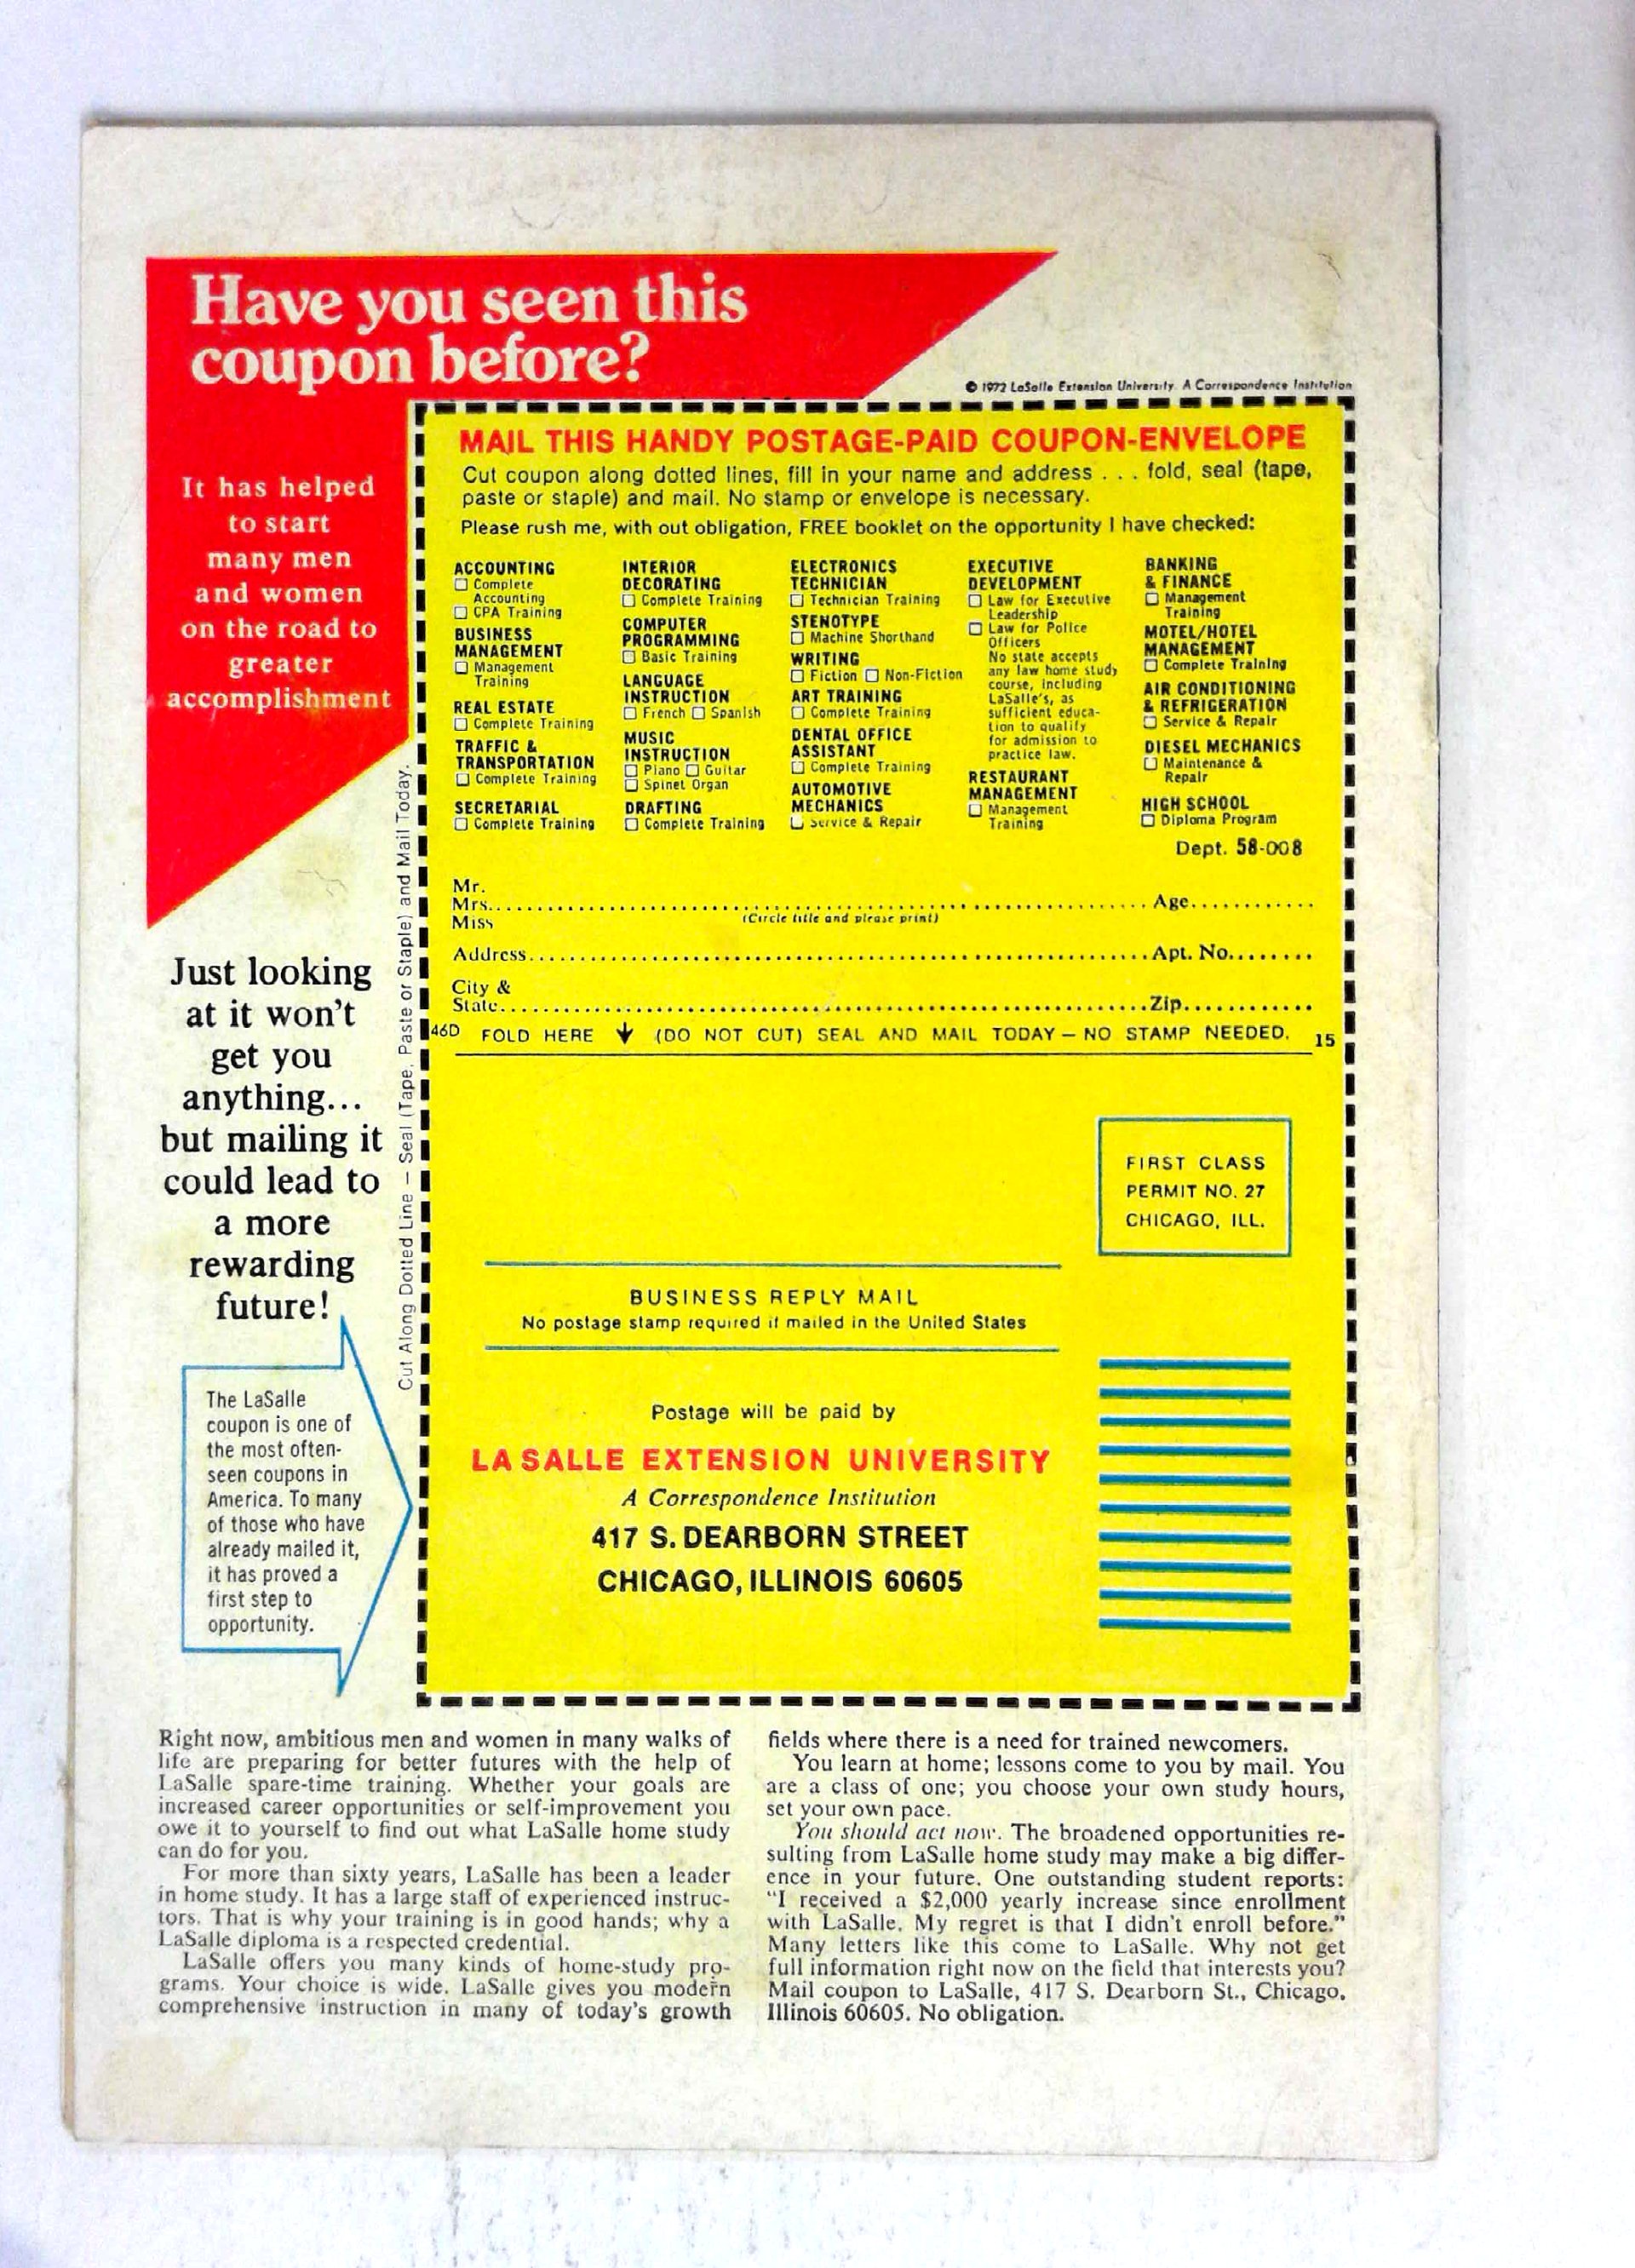 Have you seen this
coupon before?
© 1972 LaSalle Extension University. A Correspondence Institution
It has helped
to start
many men
and women
on the road to
greater
accomplishment
MAIL THIS HANDY POSTAGE-PAID COUPON-ENVELOPE
Cut coupon along dotted lines, fill in your name and address . . . fold, seal (tape,
paste or staple) and mail. No stamp or envelope is necessary.
Please rush me, with out obligation, FREE booklet on the opportunity I have checked:
ACCOUNTING
☐ Complete
Accounting
☐ CPA Training
BUSINESS
MANAGEMENT
☐ Management
Training
REAL ESTATE
☐ Complete Training
TRAFFIC &
TRANSPORTATION
☐ Complete Training
SECRETARIAL
☐ Complete Training
INTERIOR
DECORATING
☐ Complete Training
COMPUTER
PROGRAMMING
☐ Basic Training
LANGUAGE
INSTRUCTION
☐ French ☐ Spanish
MUSIC
INSTRUCTION
☐ Piano ☐ Guitar
☐ Spinet Organ
DRAFTING
☐ Complete Training
ELECTRONICS
TECHNICIAN
☐ Technician Training
STENOTYPE
☐ Machine Shorthand
WRITING
☐ Fiction ☐ Non-Fiction
ART TRAINING
☐ Complete Training
DENTAL OFFICE
ASSISTANT
☐ Complete Training
AUTOMOTIVE
MECHANICS
☐ Service & Repair
EXECUTIVE
DEVELOPMENT
☐ Law for Executive
Leadership
☐ Law for Police
Officers
No state accepts
any law home study
course, including
LaSalle's, as
sufficient educa-
tion to qualify
for admission to
practice law.
RESTAURANT
MANAGEMENT
☐ Management
Training
BANKING
& FINANCE
☐ Management
Training
MOTEL/HOTEL
MANAGEMENT
☐ Complete Training
AIR CONDITIONING
& REFRIGERATION
☐ Service & Repair
DIESEL MECHANICS
☐ Maintenance &
Repair
HIGH SCHOOL
☐ Diploma Program
Dept. 58-008
Mr.
Mrs. Age
Miss (Circle title and please print)
Address Apt. No.
City &
State Zip
46D FOLD HERE ↓ (DO NOT CUT) SEAL AND MAIL TODAY — NO STAMP NEEDED. 15
Cut Along Dotted Line — Seal (Tape, Paste or Staple) and Mail Today.
Just looking
at it won't
get you
anything...
but mailing it
could lead to
a more
rewarding
future!
The LaSalle
coupon is one of
the most often-
seen coupons in
America. To many
of those who have
already mailed it,
it has proved a
first step to
opportunity.
FIRST CLASS
PERMIT NO. 27
CHICAGO, ILL.
BUSINESS REPLY MAIL
No postage stamp required if mailed in the United States
Postage will be paid by
LA SALLE EXTENSION UNIVERSITY
A Correspondence Institution
417 S. DEARBORN STREET
CHICAGO, ILLINOIS 60605
Right now, ambitious men and women in many walks of
life are preparing for better futures with the help of
LaSalle spare-time training. Whether your goals are
increased career opportunities or self-improvement you
owe it to yourself to find out what LaSalle home study
can do for you.
For more than sixty years, LaSalle has been a leader
in home study. It has a large staff of experienced instruc-
tors. That is why your training is in good hands; why a
LaSalle diploma is a respected credential.
LaSalle offers you many kinds of home-study pro-
grams. Your choice is wide. LaSalle gives you modern
comprehensive instruction in many of today's growth
fields where there is a need for trained newcomers.
You learn at home; lessons come to you by mail. You
are a class of one; you choose your own study hours,
set your own pace.
You should act now. The broadened opportunities re-
sulting from LaSalle home study may make a big differ-
ence in your future. One outstanding student reports:
"I received a $2,000 yearly increase since enrollment
with LaSalle. My regret is that I didn't enroll before."
Many letters like this come to LaSalle. Why not get
full information right now on the field that interests you?
Mail coupon to LaSalle, 417 S. Dearborn St., Chicago,
Illinois 60605. No obligation.